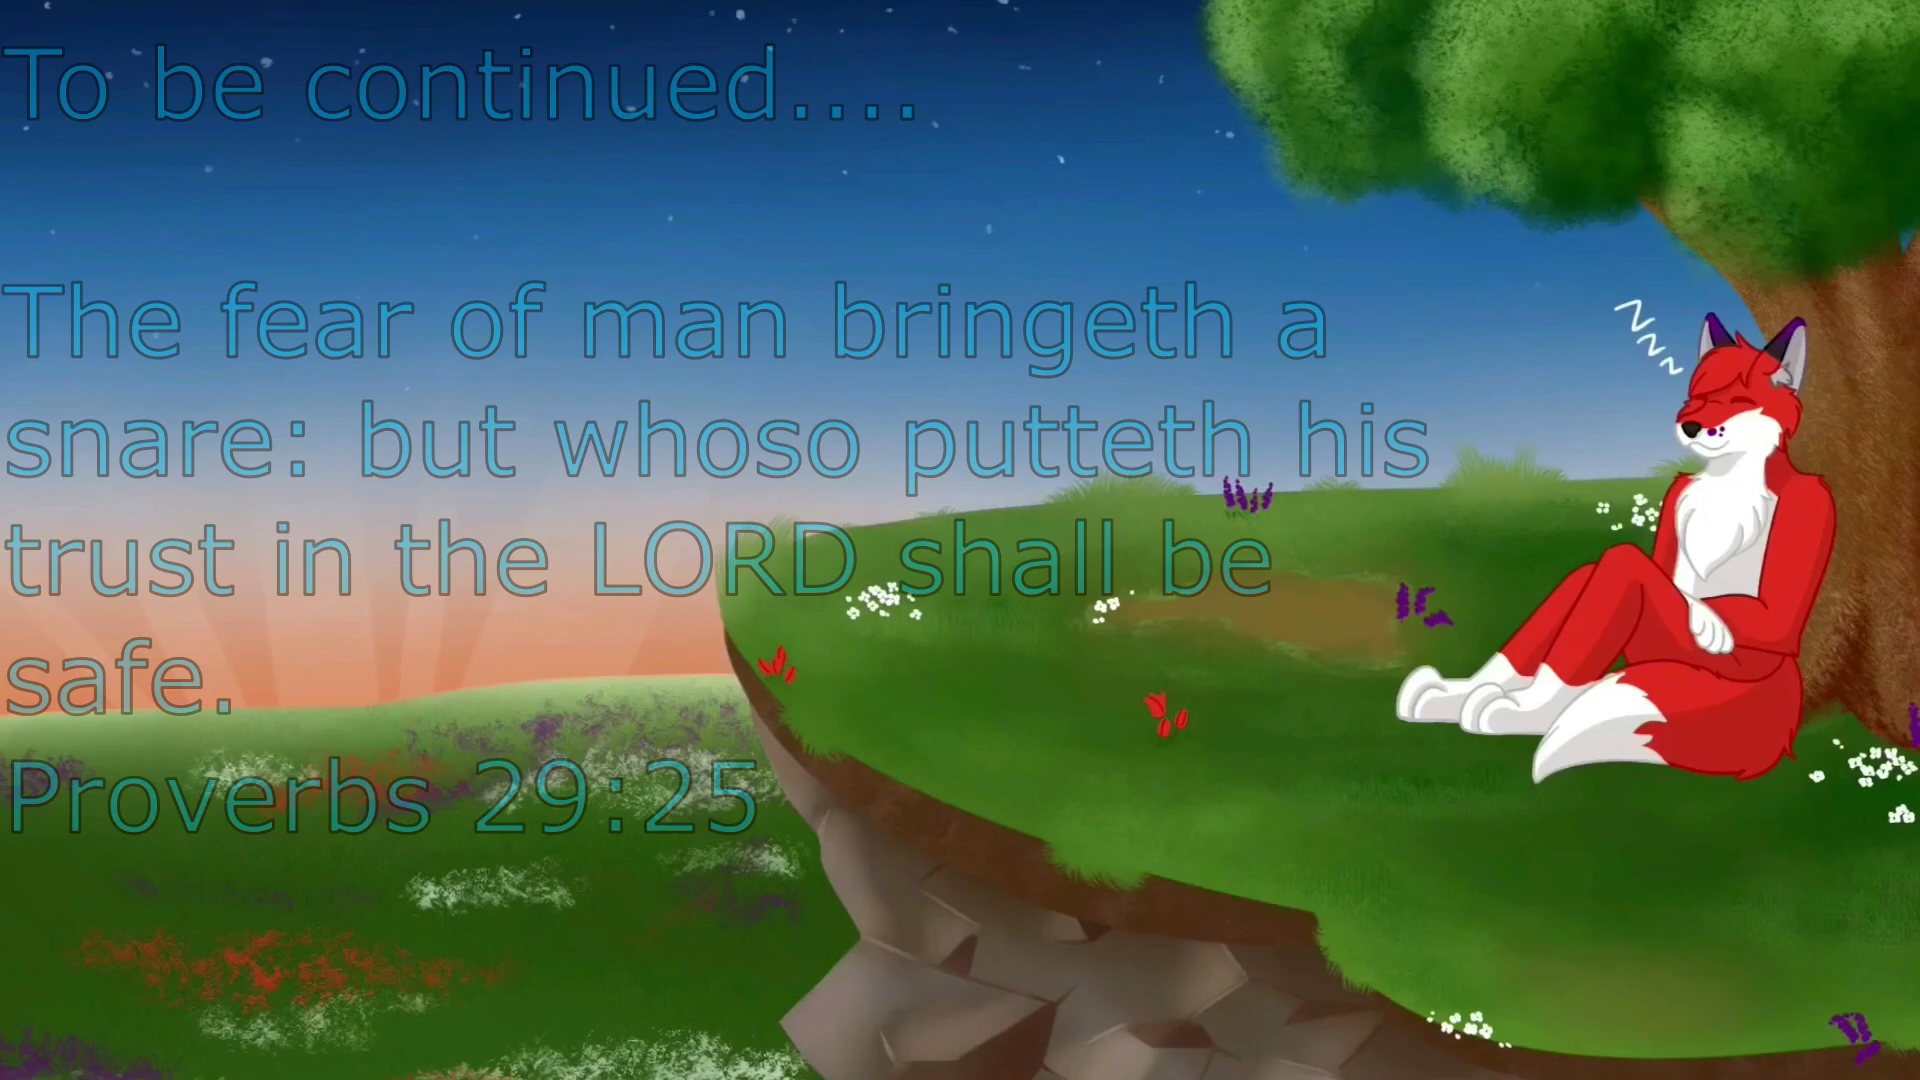 To be continued....
The fear of man bringeth a
snare: but whoso putteth his
trust in the LORD shall be
safe.
Proverbs 29:25
zzzz